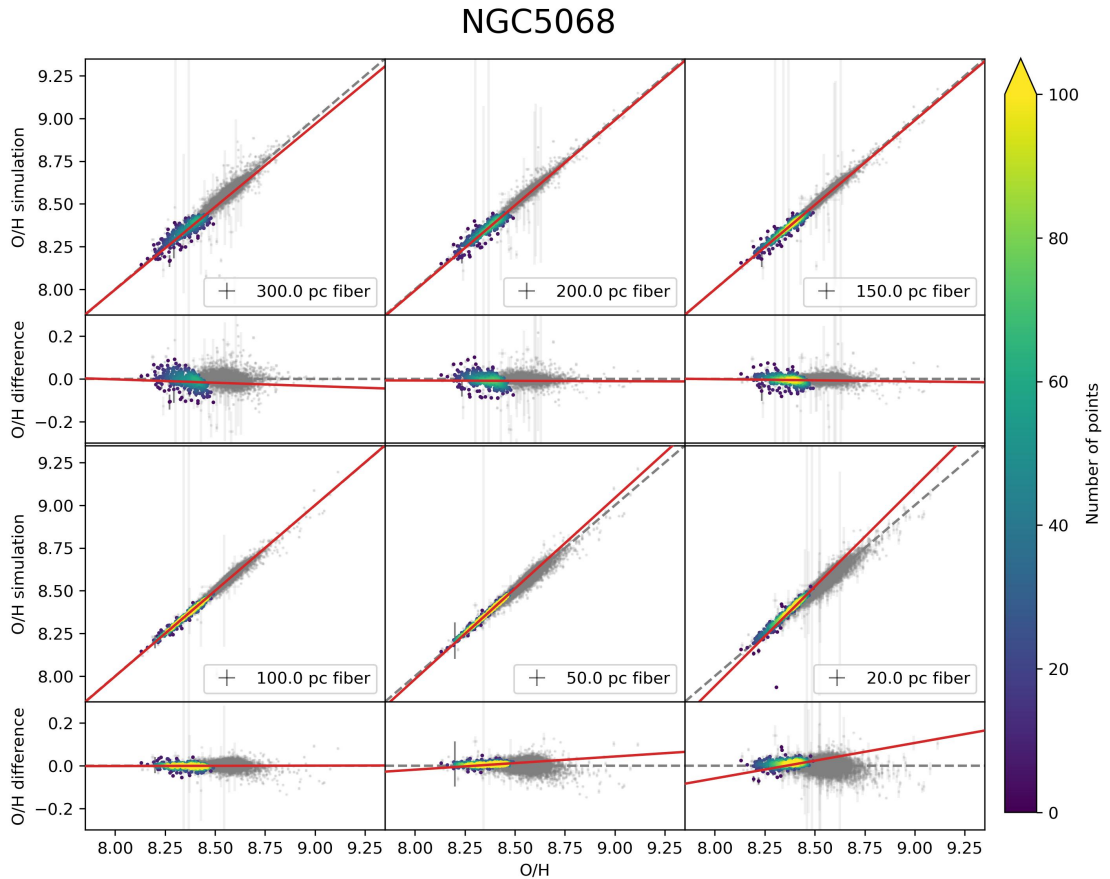 NGC5068
9.25
9.00
8.75
8.50
8.25
8.00
O/H simulation
300.0 pc fiber
200.0 pc fiber
150.0 pc fiber
0.2
0.0
−0.2
O/H difference
9.25
9.00
8.75
8.50
8.25
8.00
O/H simulation
100.0 pc fiber
50.0 pc fiber
20.0 pc fiber
0.2
0.0
−0.2
O/H difference
8.00 8.25 8.50 8.75 9.00 9.25 8.00 8.25 8.50 8.75 9.00 9.25 8.00 8.25 8.50 8.75 9.00 9.25
O/H
100
80
60
40
20
0
Number of points